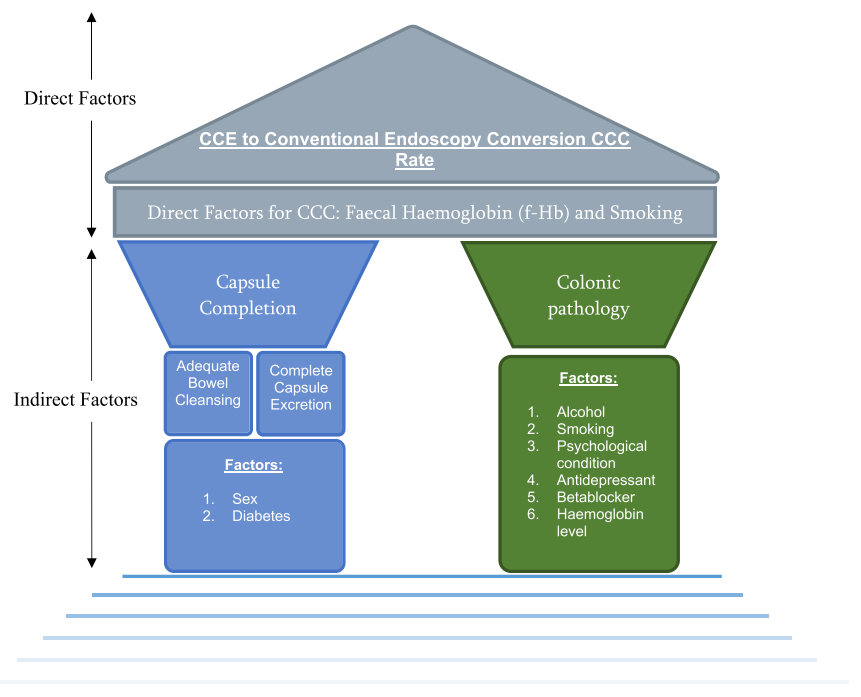 Direct Factors
CCE to Conventional Endoscopy Conversion CCC
Rate
Direct Factors for CCC: Faecal Haemoglobin (f-Hb) and Smoking
Indirect Factors
Capsule
Completion
Adequate
Bowel
Cleansing
Complete
Capsule
Excretion
Factors:
1. Sex
2. Diabetes
Colonic
pathology
Factors:
1. Alcohol
2. Smoking
3. Psychological
condition
4. Antidepressant
5. Betablocker
6. Haemoglobin
level